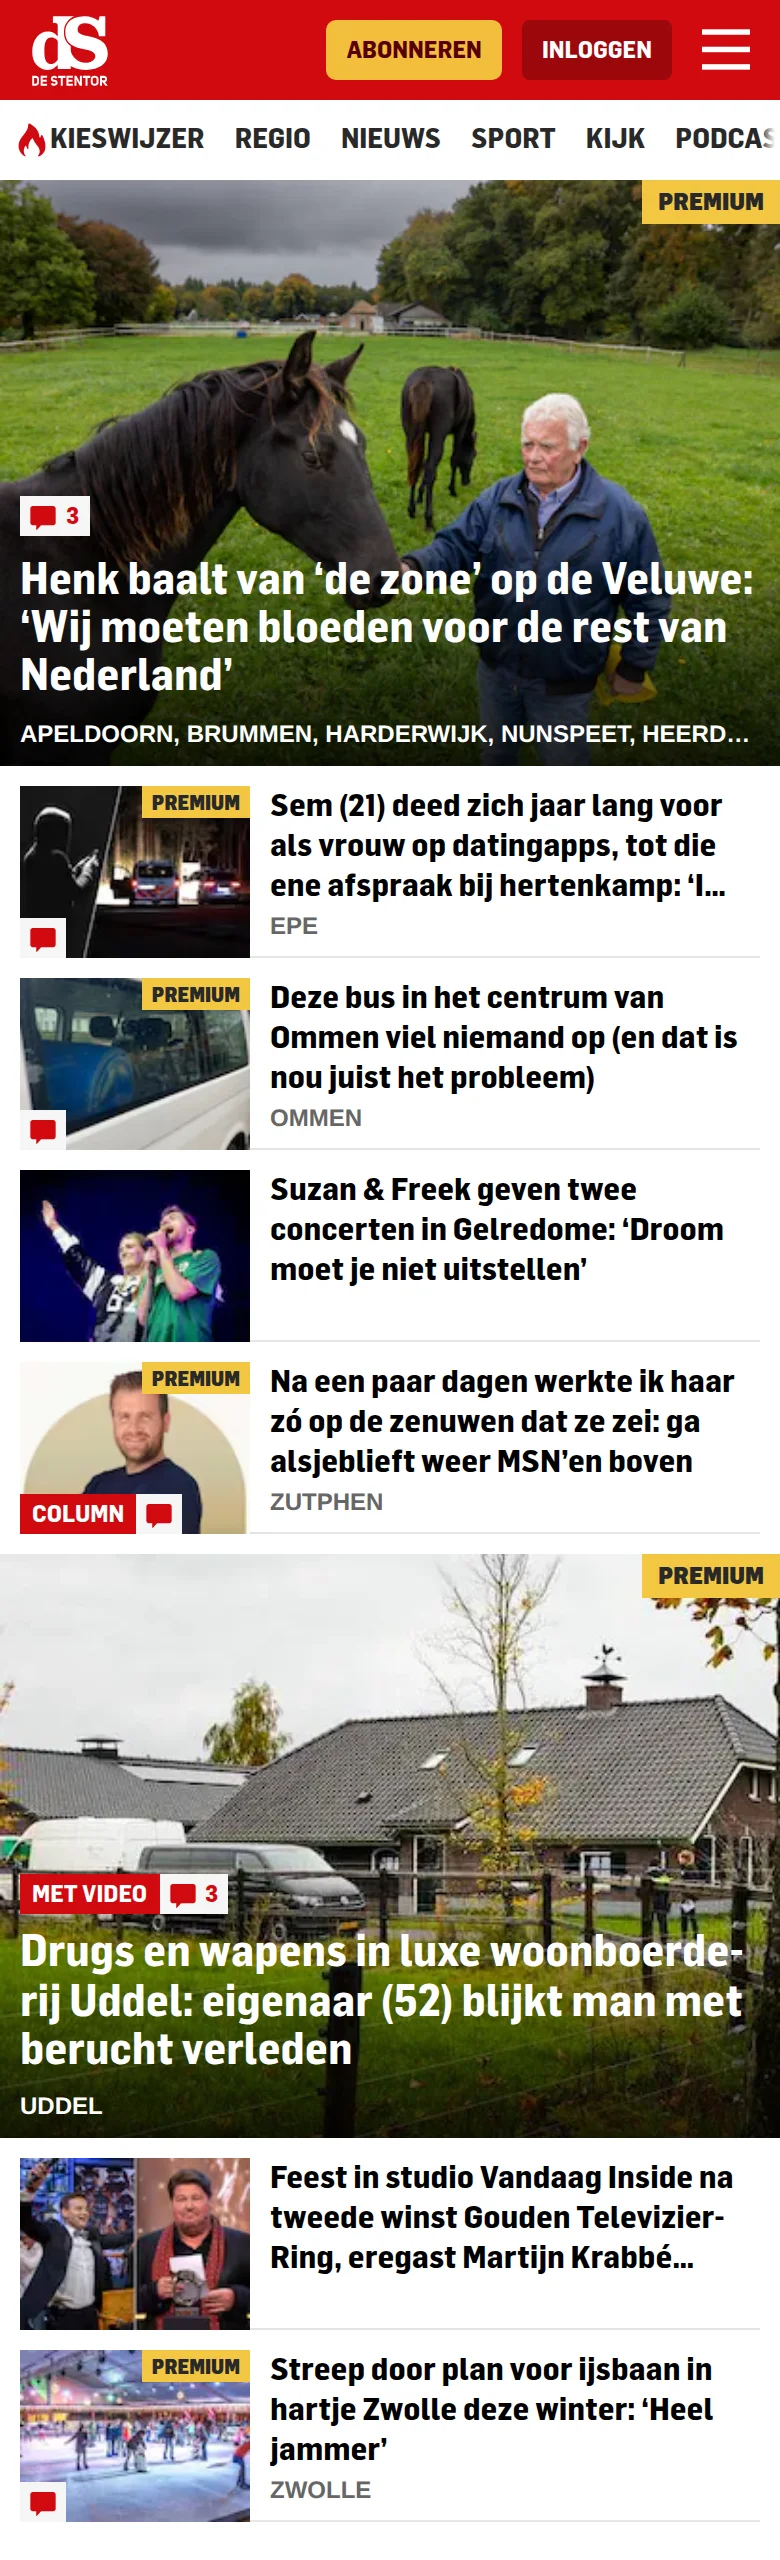 dS
DE STENTOR
ABONNEREN
INLOGGEN
KIESWIJZER REGIO NIEUWS SPORT KIJK PODCAS
PREMIUM
3
Henk baalt van ‘de zone’ op de Veluwe:
‘Wij moeten bloeden voor de rest van
Nederland’
APELDOORN, BRUMMEN, HARDERWIJK, NUNSPEET, HEERD...
PREMIUM
Sem (21) deed zich jaar lang voor
als vrouw op datingapps, tot die
ene afspraak bij hertenkamp: ‘I...
EPE
PREMIUM
Deze bus in het centrum van
Ommen viel niemand op (en dat is
nou juist het probleem)
OMMEN
Suzan & Freek geven twee
concerten in Gelredome: ‘Droom
moet je niet uitstellen’
PREMIUM
COLUMN
Na een paar dagen werkte ik haar
zó op de zenuwen dat ze zei: ga
alsjeblieft weer MSN’en boven
ZUTPHEN
PREMIUM
MET VIDEO
3
Drugs en wapens in luxe woonboerde-
rij Uddel: eigenaar (52) blijkt man met
berucht verleden
UDDEL
Feest in studio Vandaag Inside na
tweede winst Gouden Televizier-
Ring, eregast Martijn Krabbé...
PREMIUM
Streep door plan voor ijsbaan in
hartje Zwolle deze winter: ‘Heel
jammer’
ZWOLLE